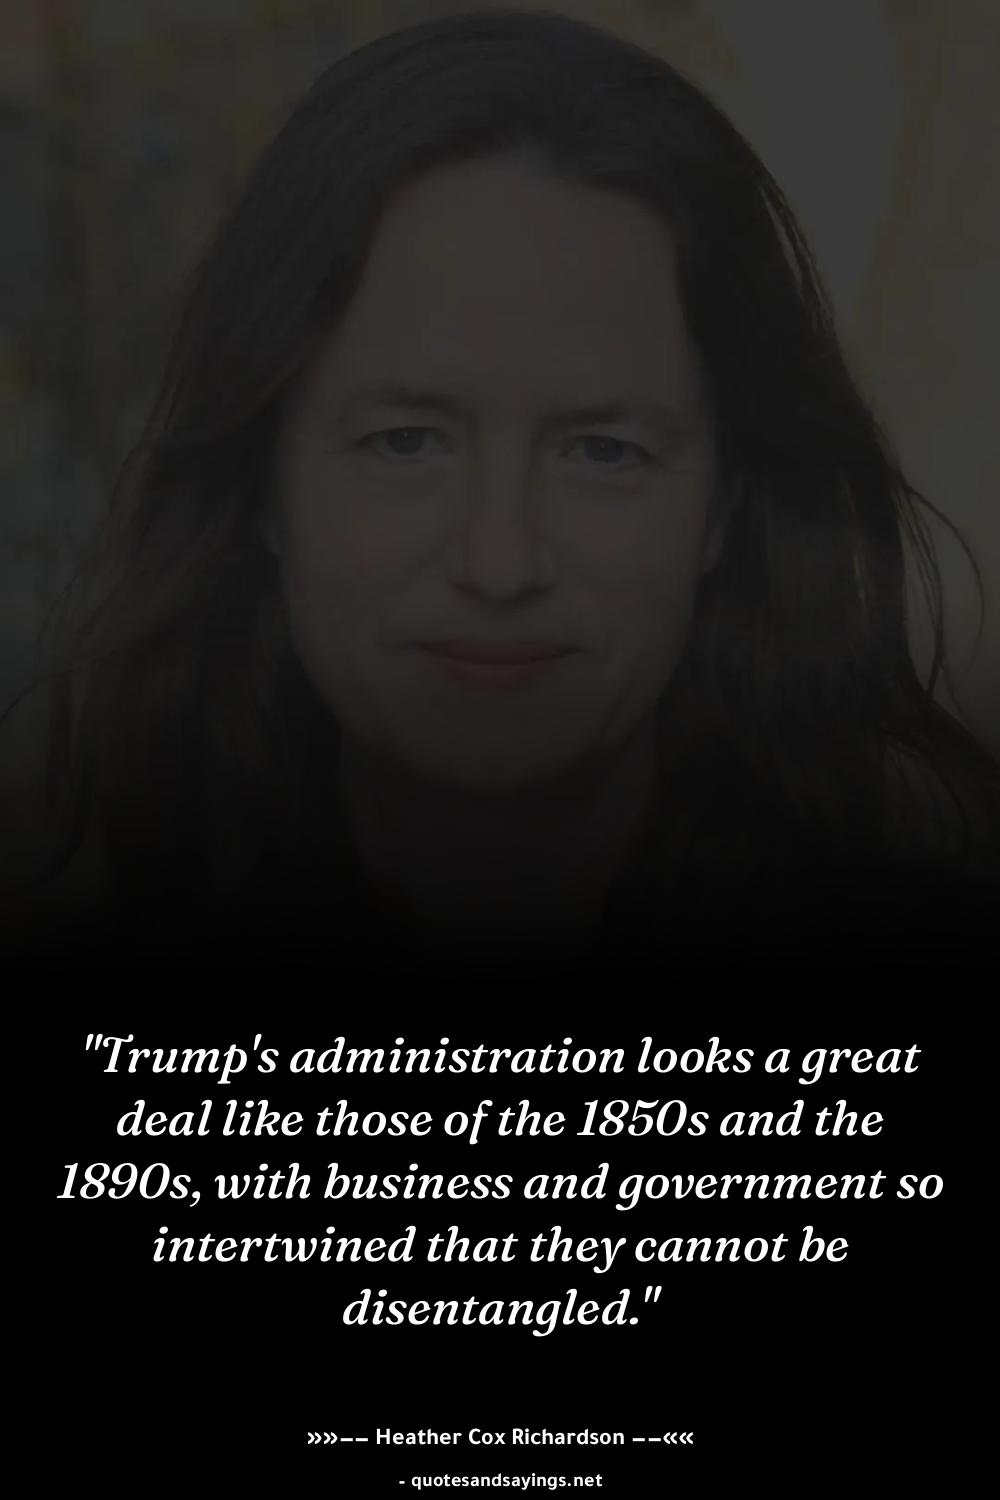 "Trump's administration looks a great
deal like those of the 1850s and the
1890s, with business and government so
intertwined that they cannot be
disentangled."
»»–– Heather Cox Richardson ––««
- quotesandsayings.net